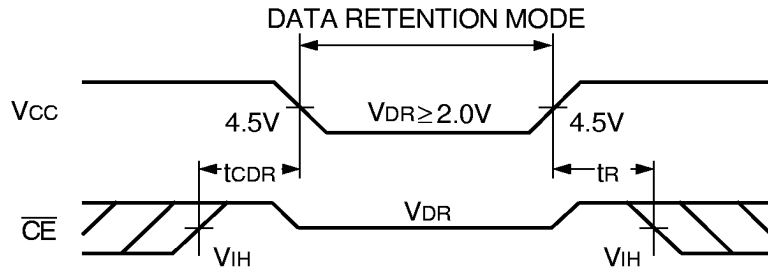 DATA RETENTION MODE
VCC
4.5V
VDR≥2.0V
4.5V
tCDR
tR
CE
VDR
VIH
VIH